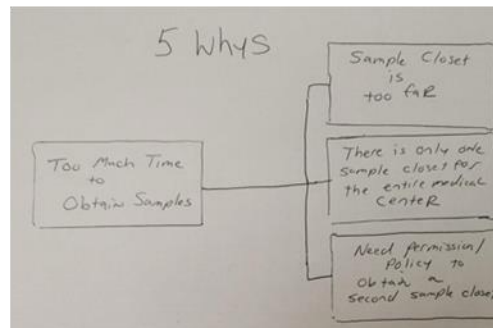 5 Whys
Sample Closet
is
too far
Too Much Time
to
Obtain Samples
There is only one
sample closet for
the entire medical
center
Need Permission/
Policy to
Obtain a
second sample closet